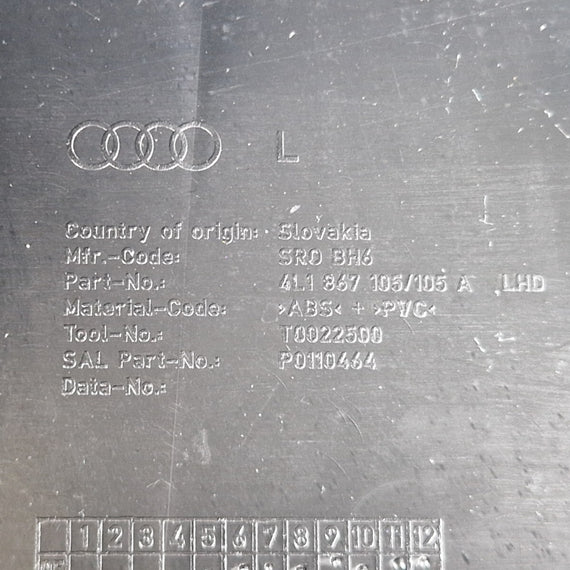 L
Country of origin: Slovakia
Mfr.-Code: SRO BH6
Part-No.: 4L1 867 105/105 A LHD
Material-Code: >ABS< + >PVC<
Tool-No.: T0022500
SAL Part-No.: P0110464
Data-No.:
1 2 3 4 5 6 7 8 9 10 11 12